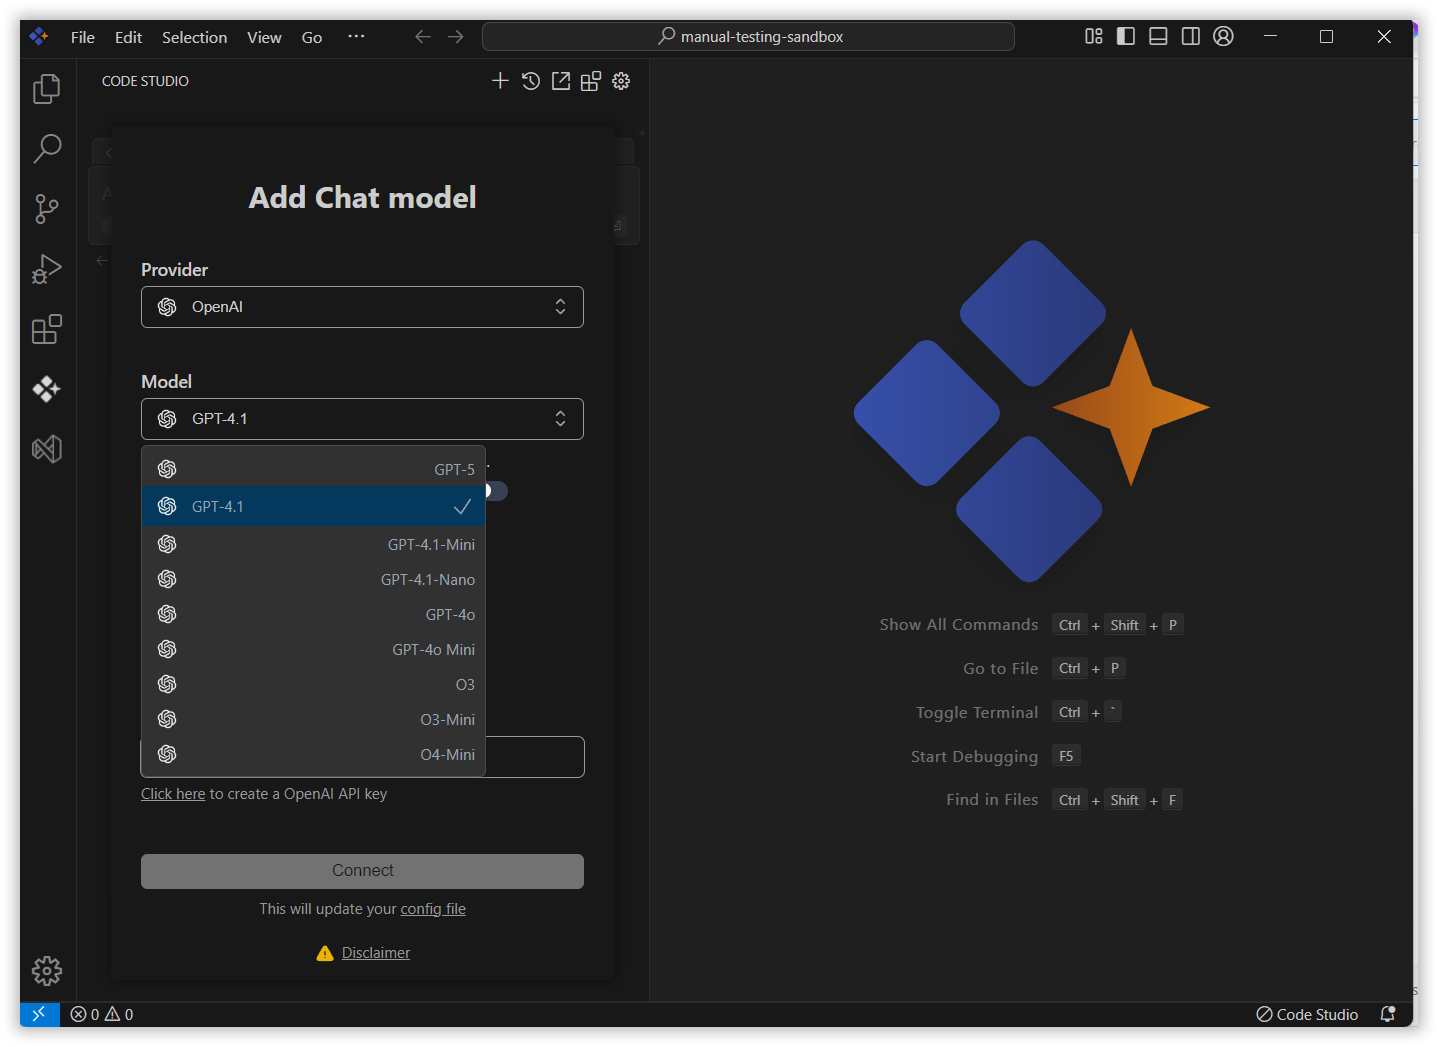 File Edit Selection View Go ···
manual-testing-sandbox
CODE STUDIO
Add Chat model
Provider
OpenAI
Model
GPT-4.1
GPT-5
GPT-4.1
GPT-4.1-Mini
GPT-4.1-Nano
GPT-4o
GPT-4o Mini
O3
O3-Mini
O4-Mini
Click here to create a OpenAI API key
Connect
This will update your config file
Disclaimer
Show All Commands Ctrl + Shift + P
Go to File Ctrl + P
Toggle Terminal Ctrl + `
Start Debugging F5
Find in Files Ctrl + Shift + F
0 0
Code Studio